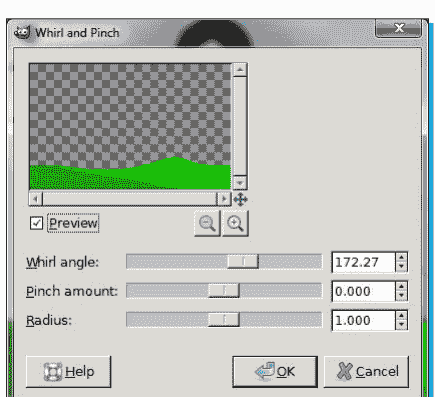 Whirl and Pinch
Preview
Whirl angle: 172.27
Pinch amount: 0.000
Radius: 1.000
Help OK Cancel